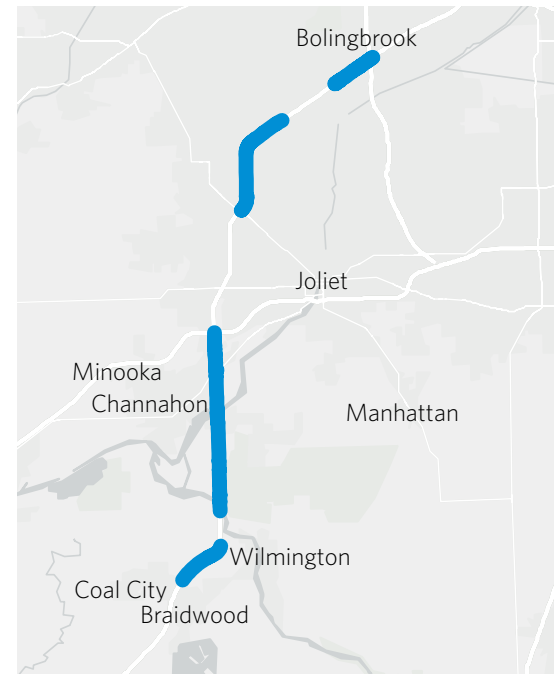 Bolingbrook
Joliet
Minooka
Channahon
Manhattan
Wilmington
Coal City
Braidwood